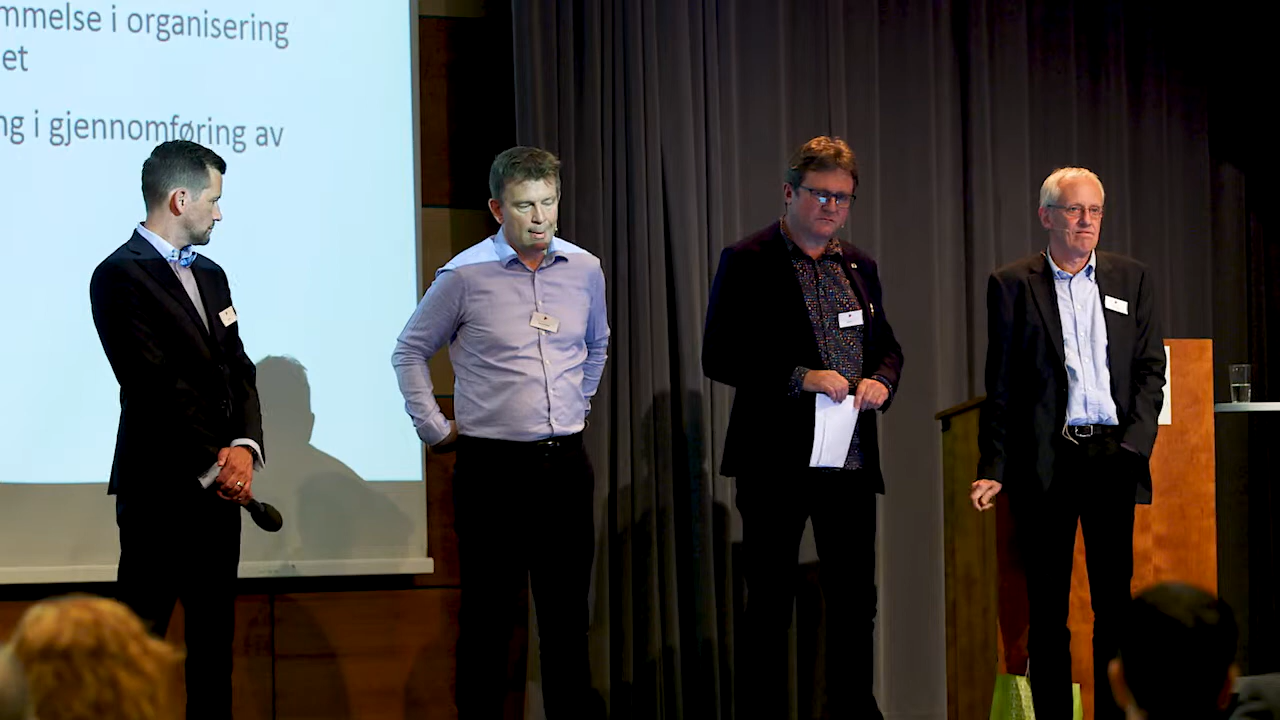 mmelse i organisering
et
ng i gjennomføring av